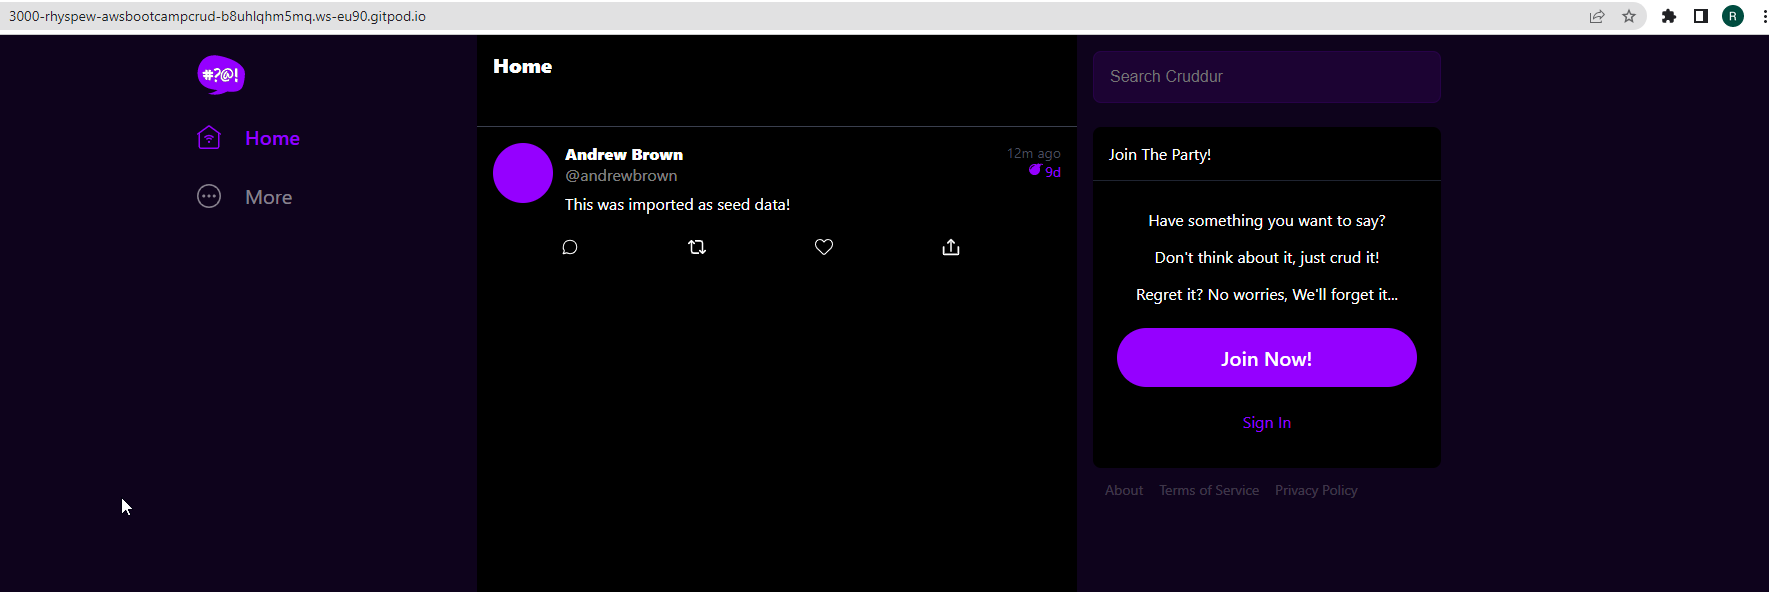 3000-rhyspew-awsbootcampcrud-b8uhlqhm5mq.ws-eu90.gitpod.io
R
#?@!
Home
More
Home
Andrew Brown
@andrewbrown
12m ago
9d
This was imported as seed data!
Search Cruddur
Join The Party!
Have something you want to say?
Don't think about it, just crud it!
Regret it? No worries, We'll forget it...
Join Now!
Sign In
About Terms of Service Privacy Policy